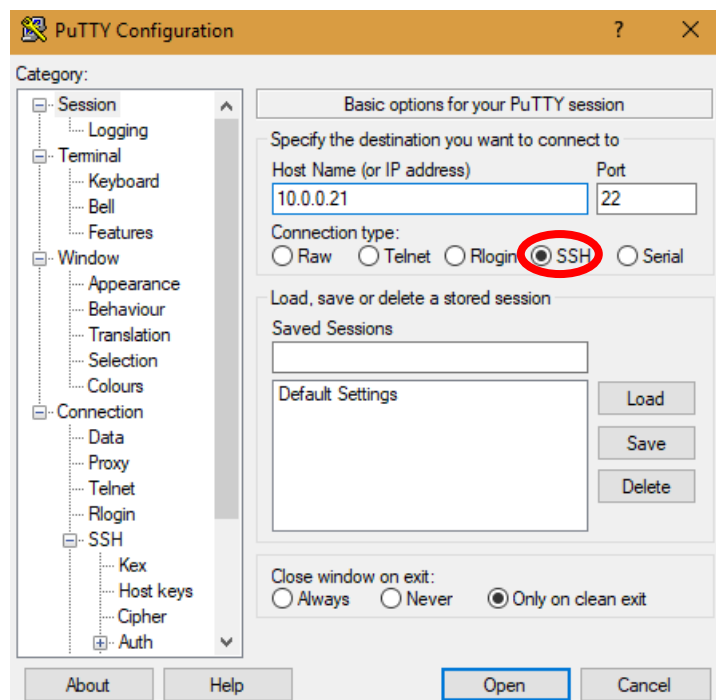 PuTTY Configuration
?
Category:
Session
Logging
Terminal
Keyboard
Bell
Features
Window
Appearance
Behaviour
Translation
Selection
Colours
Connection
Data
Proxy
Telnet
Rlogin
SSH
Kex
Host keys
Cipher
Auth
Basic options for your PuTTY session
Specify the destination you want to connect to
Host Name (or IP address) Port
10.0.0.21 22
Connection type:
Raw Telnet Rlogin SSH Serial
Load, save or delete a stored session
Saved Sessions
Default Settings
Load
Save
Delete
Close window on exit:
Always Never Only on clean exit
About Help Open Cancel